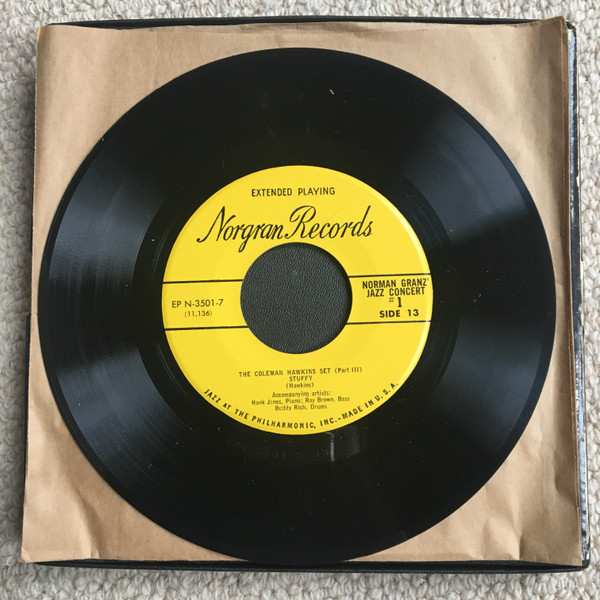 EXTENDED PLAYING
Norgran Records
EP N-3501-7
(11,136)
NORMAN GRANZ'
JAZZ CONCERT
#1
SIDE 13
THE COLEMAN HAWKINS SET (Part III)
STUFFY
(Hawkins)
Accompanying artists:
Hank Jones, Piano; Ray Brown, Bass
Buddy Rich, Drums
JAZZ AT THE PHILHARMONIC, INC.-MADE IN U.S.A.